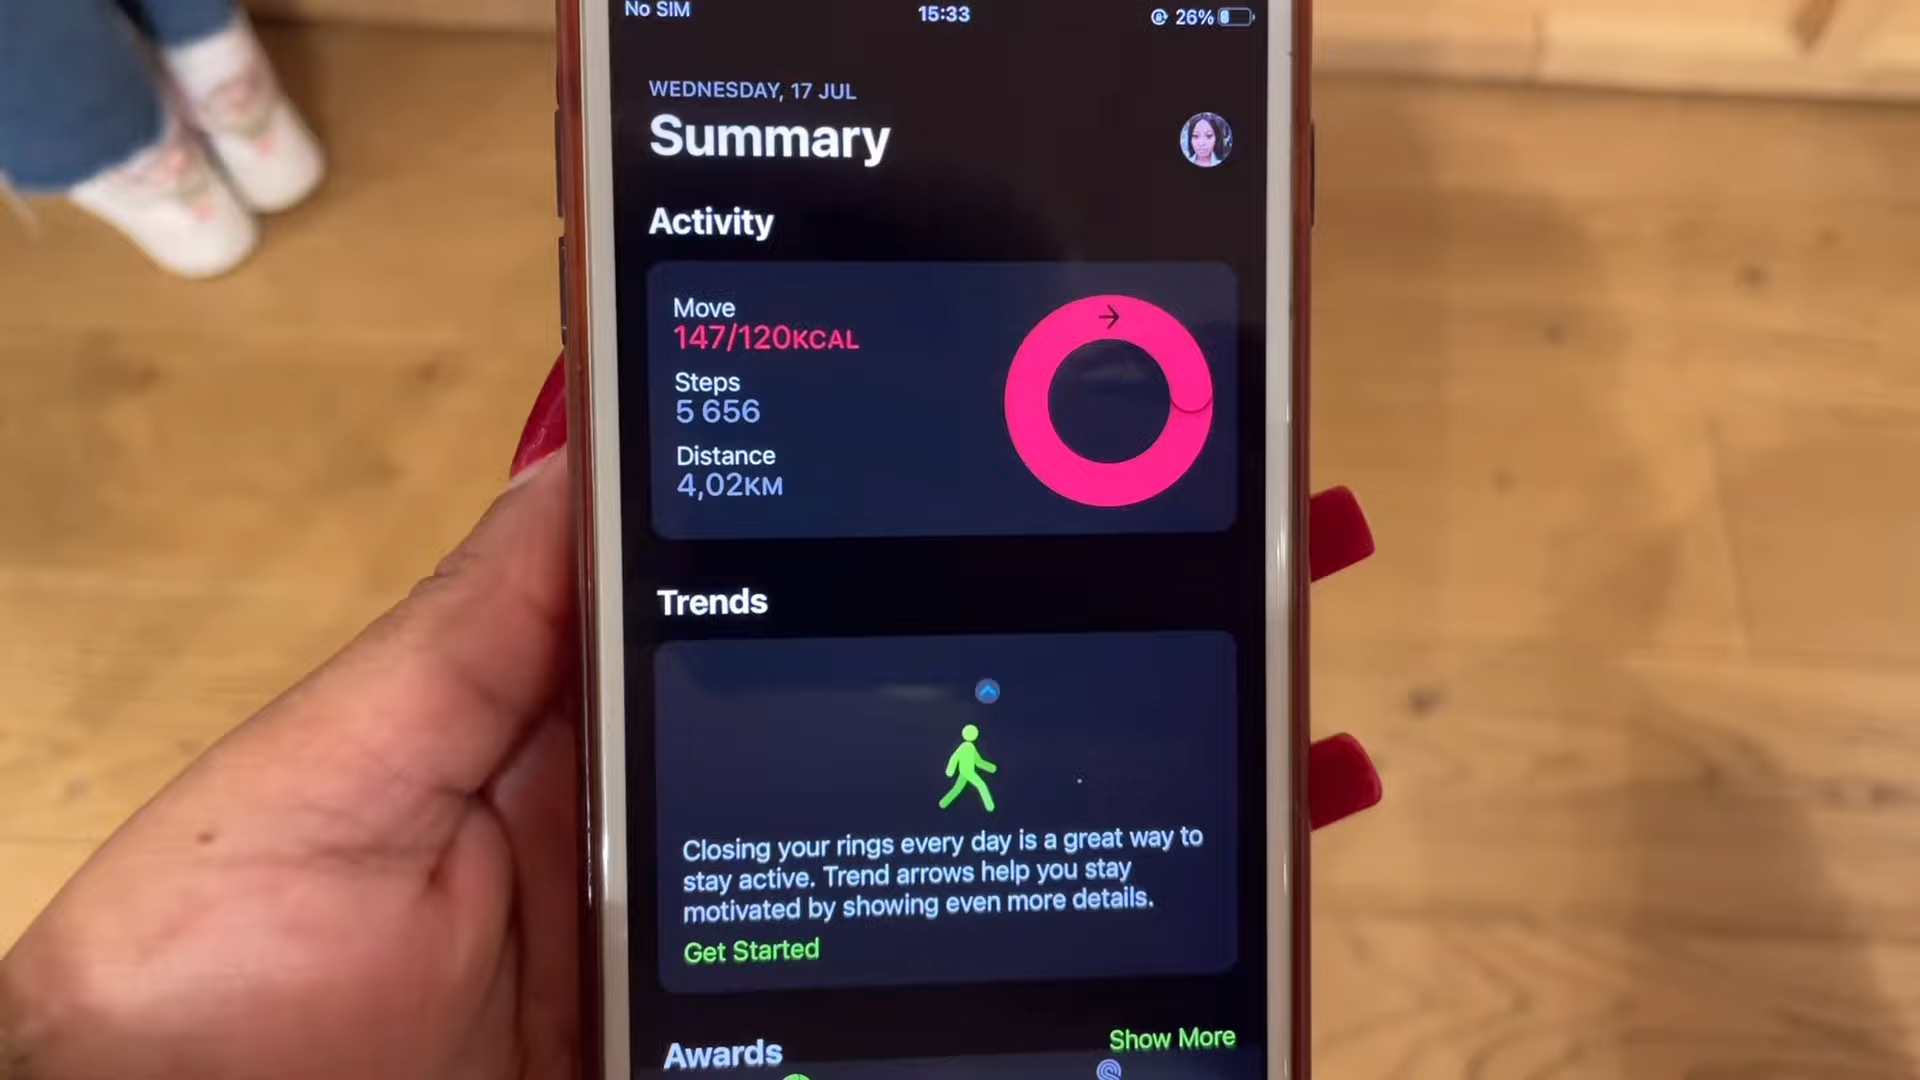 No SIM 15:33 26%
WEDNESDAY, 17 JUL
Summary
Activity
Move
147/120KCAL
Steps
5 656
Distance
4,02KM
Trends
Closing your rings every day is a great way to
stay active. Trend arrows help you stay
motivated by showing even more details.
Get Started
Awards Show More